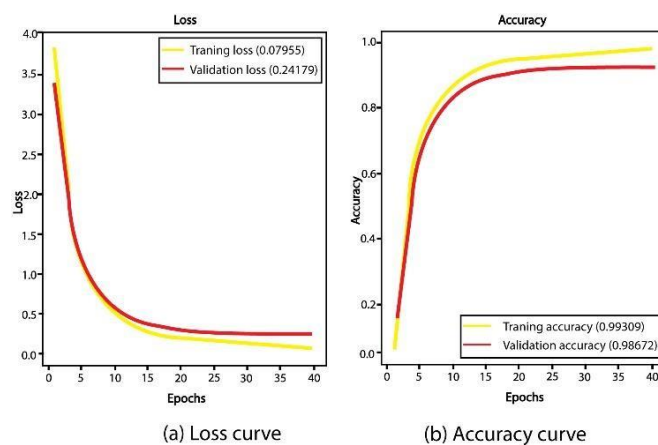 Loss
4.0
3.5
3.0
2.5
2.0
1.5
1.0
0.5
0.0
Loss
Traning loss (0.07955)
Validation loss (0.24179)
0 5 10 15 20 25 30 35 40
Epochs
(a) Loss curve
Accuracy
1.0
0.8
0.6
0.4
0.2
0.0
Accuracy
Traning accuracy (0.99309)
Validation accuracy (0.98672)
0 5 10 15 20 25 30 35 40
Epochs
(b) Accuracy curve